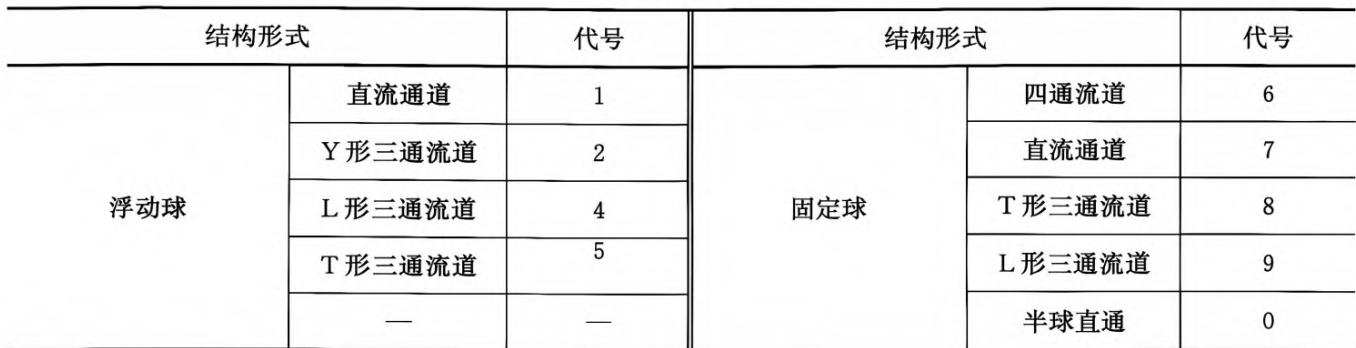 结构形式 代号 结构形式 代号
直流通道 1 四通流道 6
Y形三通流道 2 直流通道 7
浮动球 L形三通流道 4 固定球 T形三通流道 8
T形三通流道 5 L形三通流道 9
— — 半球直通 0